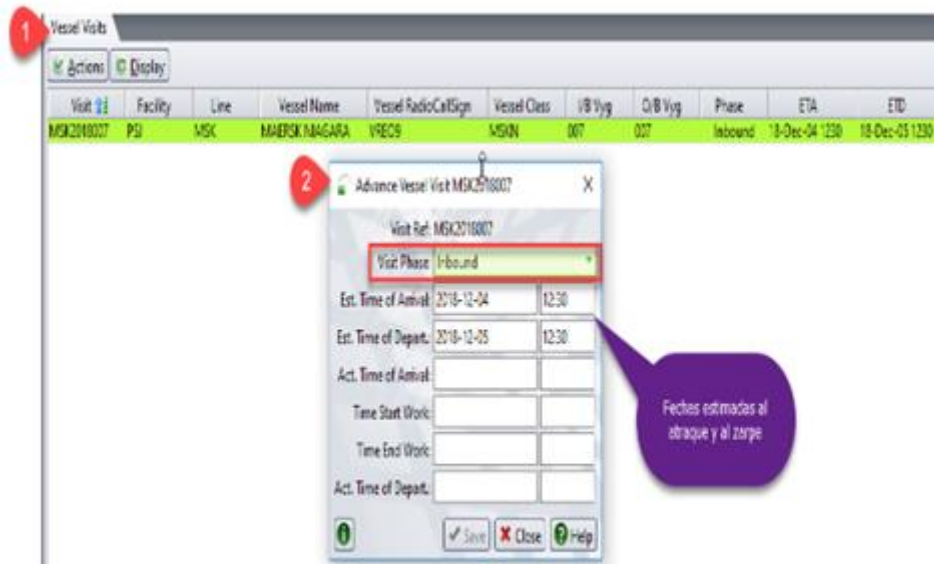 1
Vessel Visits
Actions Display
Visit Facility Line Vessel Name Vessel RadioCallSign Vessel Class I/B Vyg O/B Vyg Phase ETA ETD
MSK2018007 PSI MSK MAERSK NIAGARA VREO9 MSKN 007 007 Inbound 18-Dec-04 1230 18-Dec-05 1230
2
Advance Vessel Visit MSK2018007 X
Visit Ref: MSK2018007
Visit Phase: Inbound
Est. Time of Arrival: 2018-12-04 12:30
Est. Time of Depart.: 2018-12-05 12:30
Act. Time of Arrival:
Time Start Work:
Time End Work:
Act. Time of Depart.:
Save Close Help
Fechas estimadas al
atraque y al zarpe